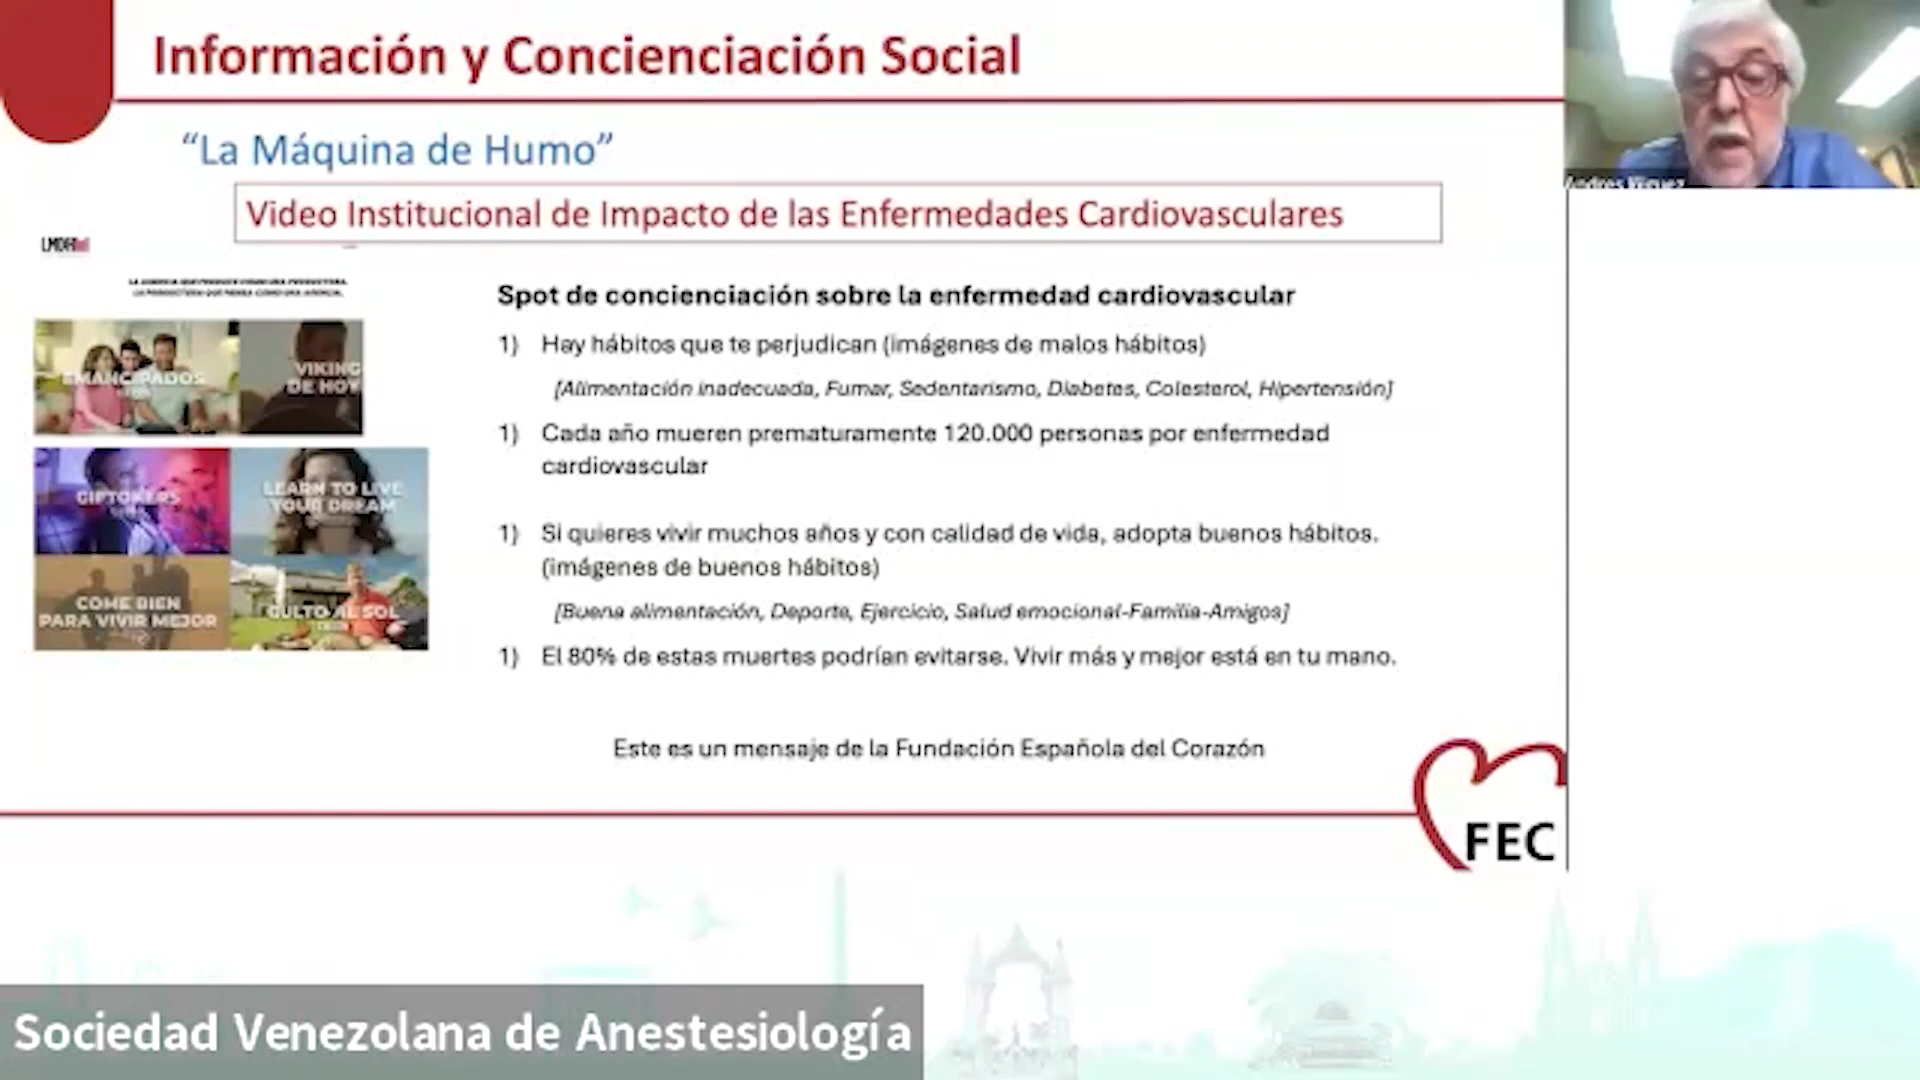 Información y Concienciación Social
“La Máquina de Humo”
Video Institucional de Impacto de las Enfermedades Cardiovasculares
Spot de concienciación sobre la enfermedad cardiovascular
1) Hay hábitos que te perjudican (imágenes de malos hábitos)
[Alimentación inadecuada, Fumar, Sedentarismo, Diabetes, Colesterol, Hipertensión]
1) Cada año mueren prematuramente 120.000 personas por enfermedad
cardiovascular
1) Si quieres vivir muchos años y con calidad de vida, adopta buenos hábitos.
(imágenes de buenos hábitos)
[Buena alimentación, Deporte, Ejercicio, Salud emocional-Familia-Amigos]
1) El 80% de estas muertes podrían evitarse. Vivir más y mejor está en tu mano.
Este es un mensaje de la Fundación Española del Corazón
EMANCIPADOS
VIKING
DE HOY
LEARN TO LIVE
YOUR DREAM
COME BIEN
PARA VIVIR MEJOR
CULTO AL SOL
FEC
Sociedad Venezolana de Anestesiología